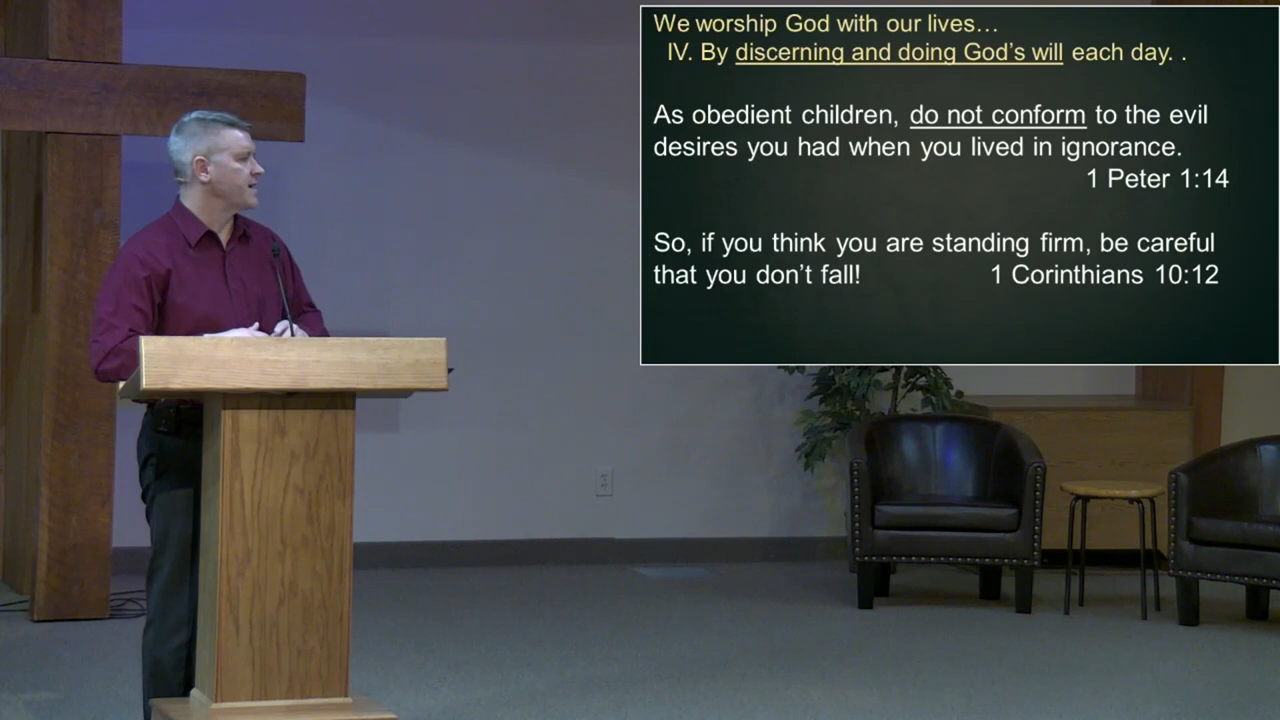 We worship God with our lives…
IV. By discerning and doing God's will each day. .
As obedient children, do not conform to the evil
desires you had when you lived in ignorance.
1 Peter 1:14
So, if you think you are standing firm, be careful
that you don't fall! 1 Corinthians 10:12